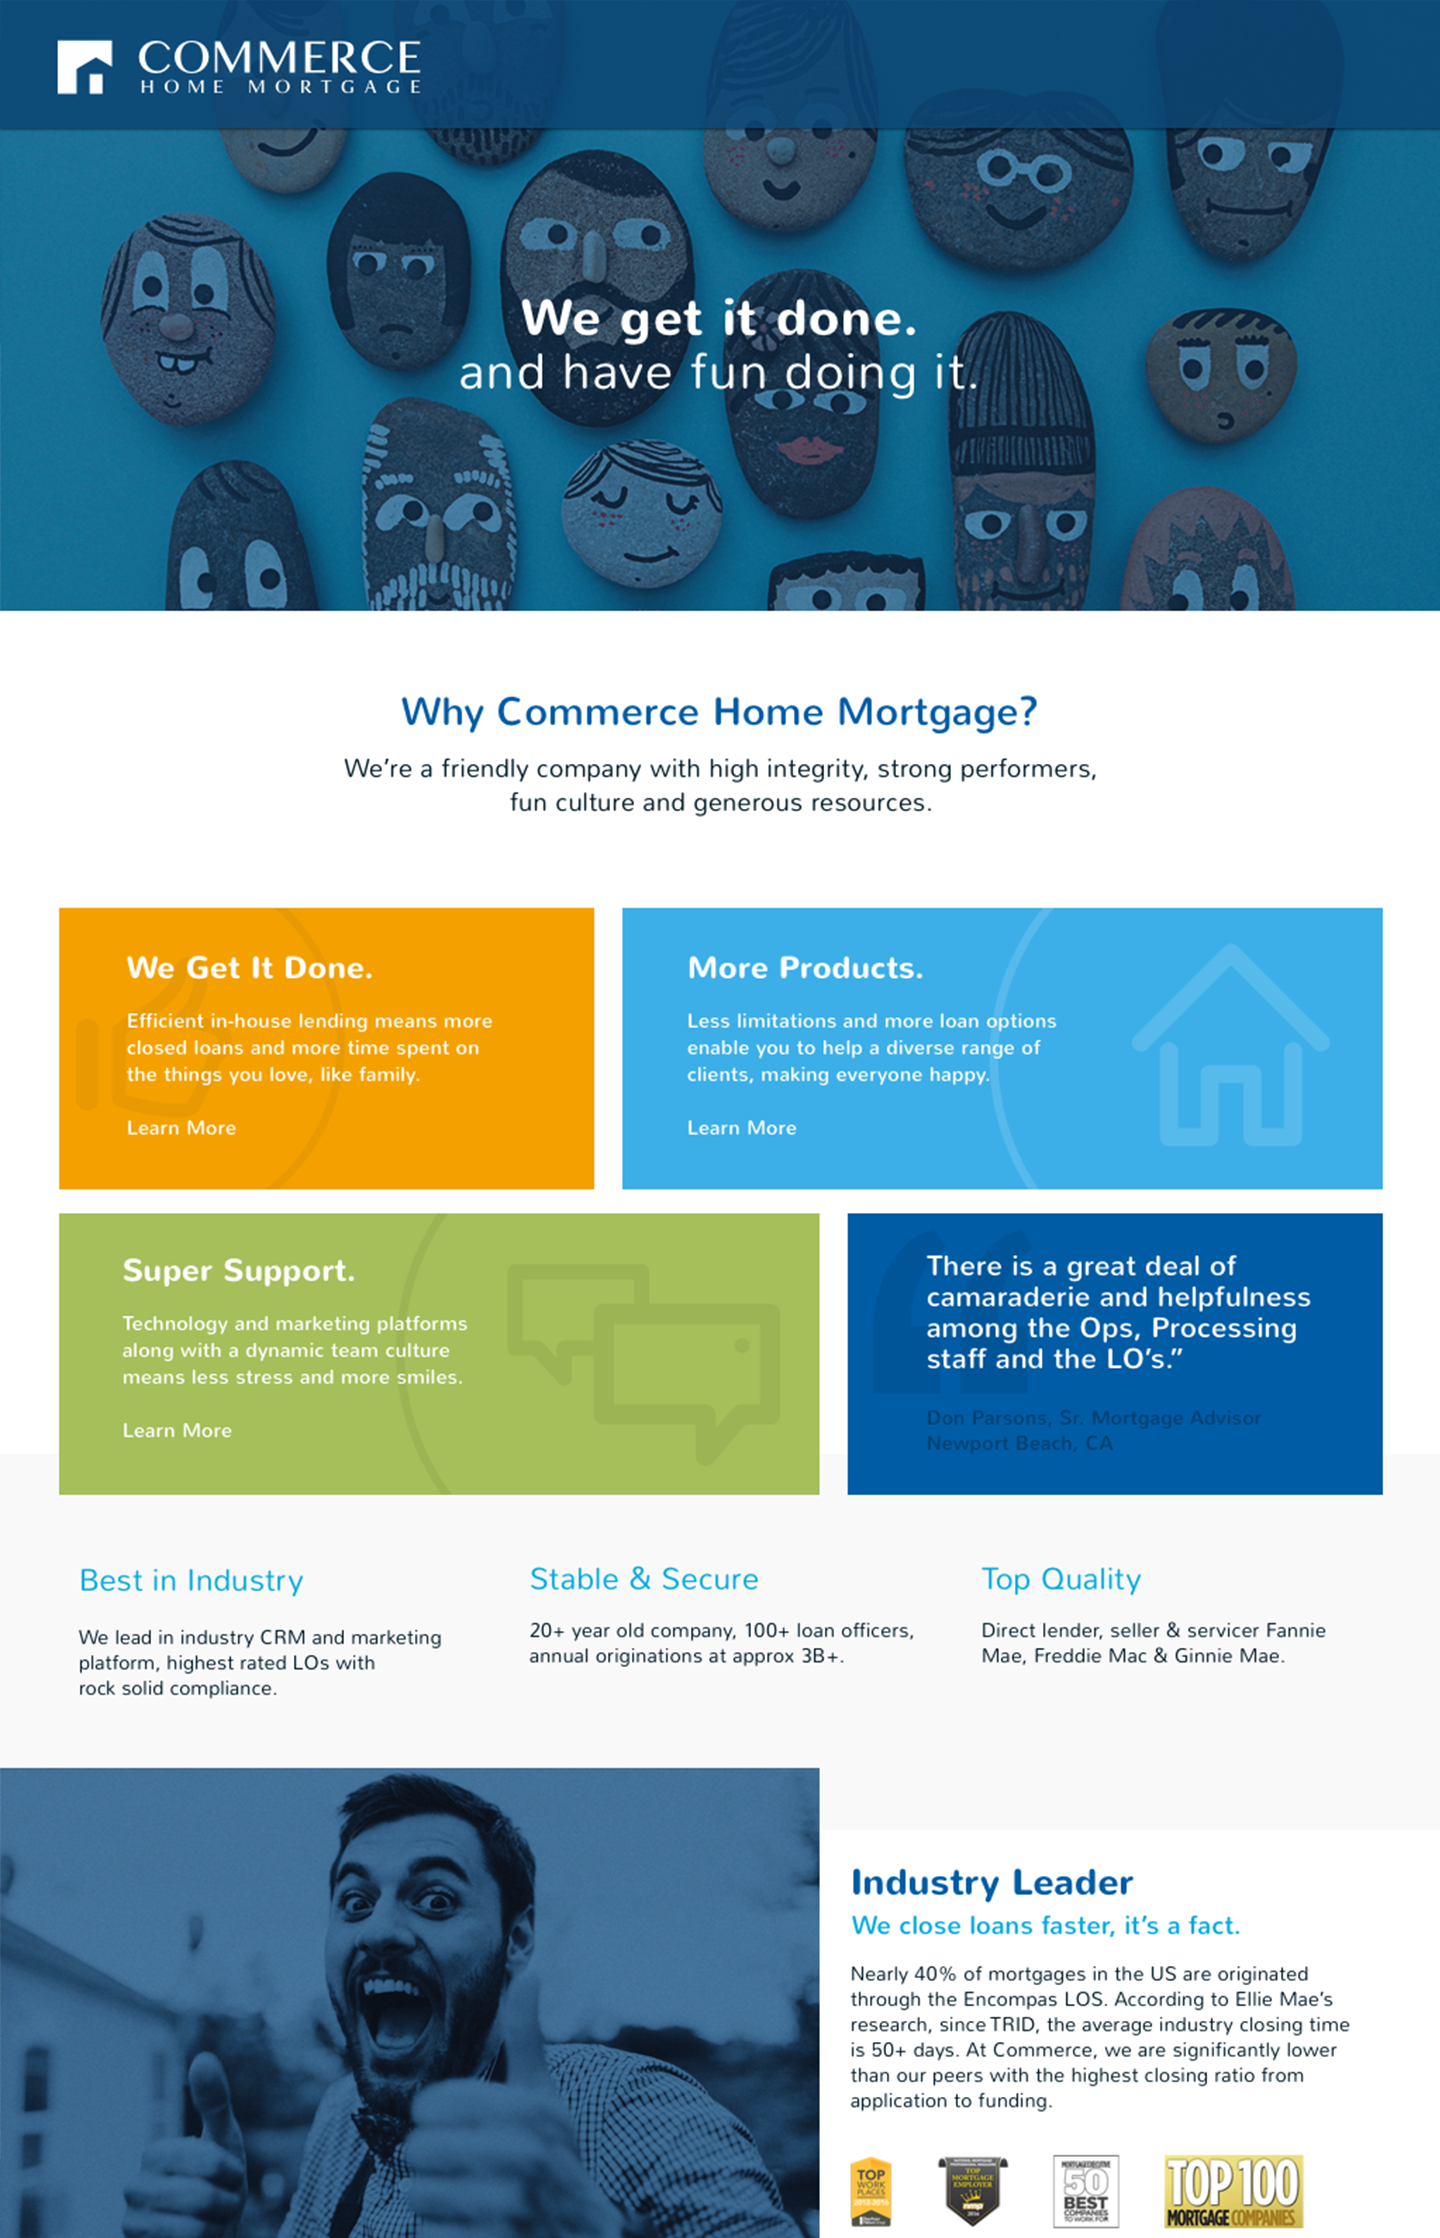 COMMERCE
HOME MORTGAGE
We get it done.
and have fun doing it.
Why Commerce Home Mortgage?
We're a friendly company with high integrity, strong performers,
fun culture and generous resources.
We Get It Done.
Efficient in-house lending means more
closed loans and more time spent on
the things you love, like family.
Learn More
More Products.
Less limitations and more loan options
enable you to help a diverse range of
clients, making everyone happy.
Learn More
Super Support.
Technology and marketing platforms
along with a dynamic team culture
means less stress and more smiles.
Learn More
There is a great deal of
camaraderie and helpfulness
among the Ops, Processing
staff and the LO's.”
Don Parsons, Sr. Mortgage Advisor
Newport Beach, CA
Best in Industry
We lead in industry CRM and marketing
platform, highest rated LOs with
rock solid compliance.
Stable & Secure
20+ year old company, 100+ loan officers,
annual originations at approx 3B+.
Top Quality
Direct lender, seller & servicer Fannie
Mae, Freddie Mac & Ginnie Mae.
Industry Leader
We close loans faster, it's a fact.
Nearly 40% of mortgages in the US are originated
through the Encompas LOS. According to Ellie Mae's
research, since TRID, the average industry closing time
is 50+ days. At Commerce, we are significantly lower
than our peers with the highest closing ratio from
application to funding.
TOP
WORK
PLACES
2012-2016
TOP
MORTGAGE
EMPLOYER
nmp
2016
MORTGAGE EXECUTIVE
50
BEST
COMPANIES
TO WORK FOR
TOP 100
MORTGAGE COMPANIES